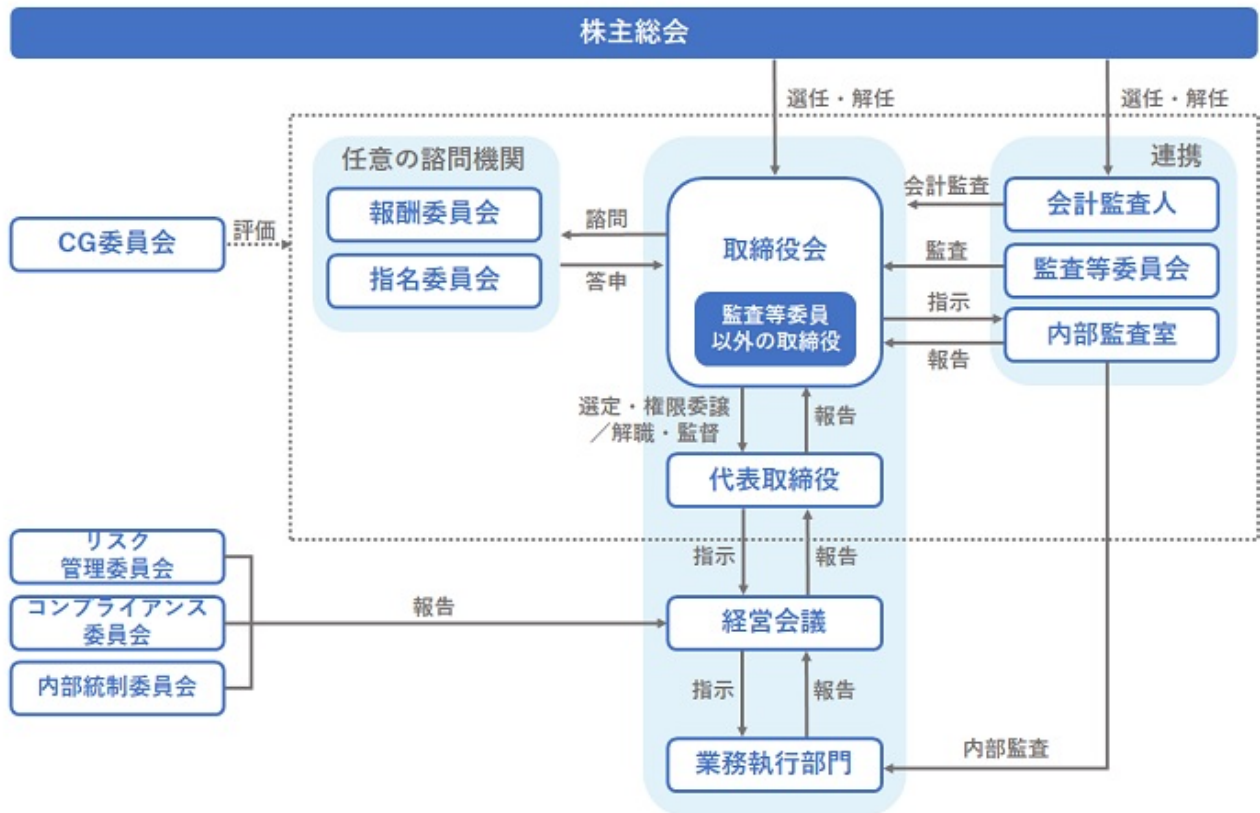 株主総会
選任・解任
選任・解任
任意の諮問機関
連携
報酬委員会
指名委員会
CG委員会
評価
諮問
答申
取締役会
監査等委員
以外の取締役
会計監査
監査
指示
報告
会計監査人
監査等委員会
内部監査室
選定・権限委譲
／解職・監督
報告
代表取締役
指示
報告
リスク
管理委員会
コンプライアンス
委員会
内部統制委員会
報告
経営会議
指示
報告
内部監査
業務執行部門